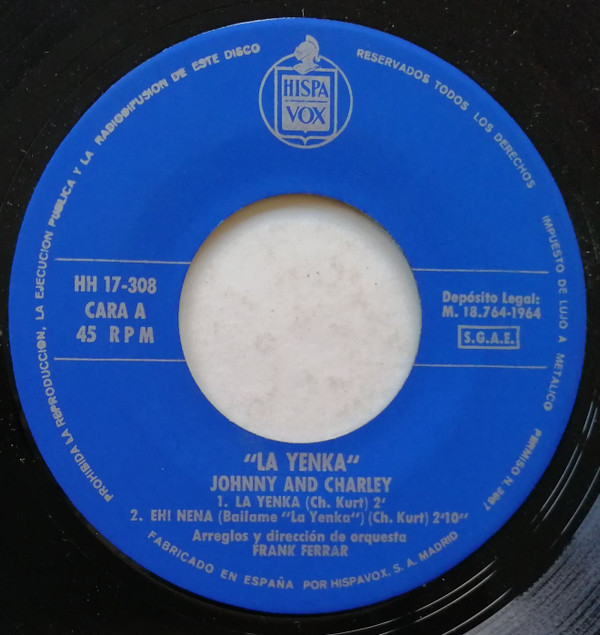 HISPA
VOX
PROHIBIDA LA REPRODUCCION, LA EJECUCION PUBLICA Y LA RADIODIFUSION DE ESTE DISCO
RESERVADOS TODOS LOS DERECHOS
IMPUESTO DE LUJO A METALICO PERMISO N. 3967
HH 17-308
CARA A
45 RPM
Depósito Legal:
M. 18.764-1964
S.G.A.E.
"LA YENKA"
JOHNNY AND CHARLEY
1. LA YENKA (Ch. Kurt) 2'
2. EH! NENA (Bailame "La Yenka") (Ch. Kurt) 2'10"
Arreglos y dirección de orquesta
FRANK FERRAR
FABRICADO EN ESPAÑA POR HISPAVOX, S. A. MADRID